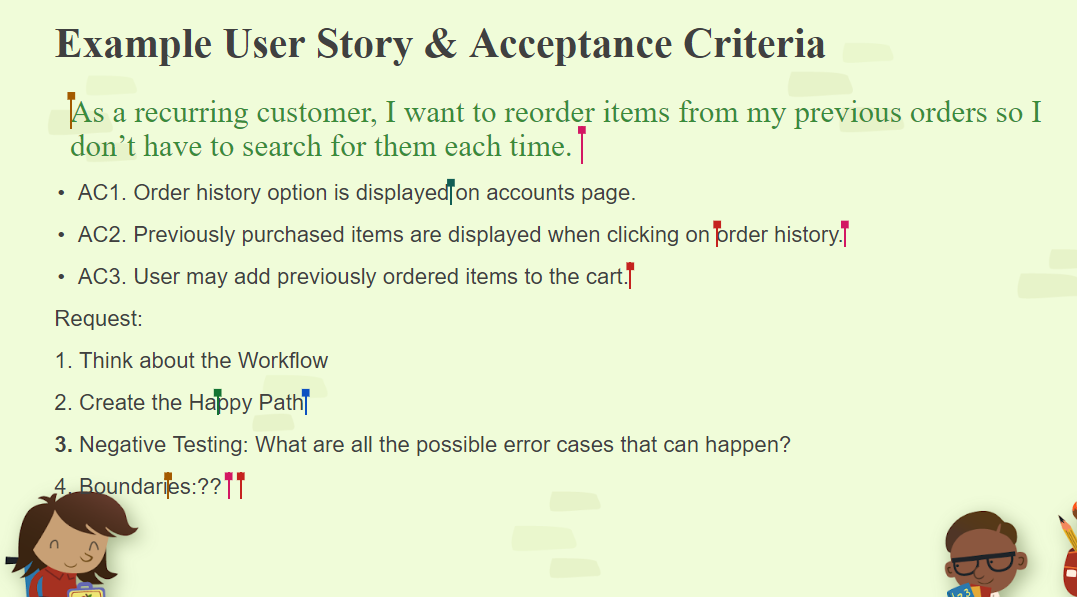 Example User Story & Acceptance Criteria
As a recurring customer, I want to reorder items from my previous orders so I
don’t have to search for them each time.
• AC1. Order history option is displayed on accounts page.
• AC2. Previously purchased items are displayed when clicking on order history.
• AC3. User may add previously ordered items to the cart.
Request:
1. Think about the Workflow
2. Create the Happy Path
3. Negative Testing: What are all the possible error cases that can happen?
4. Boundaries:??
123